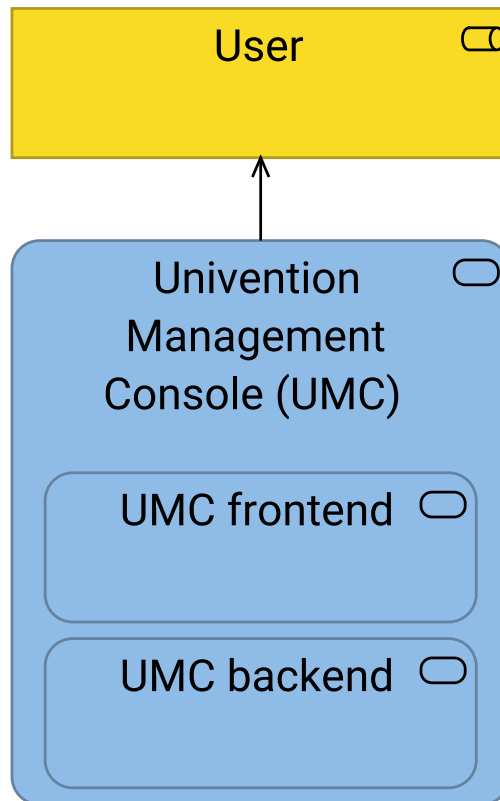 User
Univention
Management
Console (UMC)
UMC frontend
UMC backend